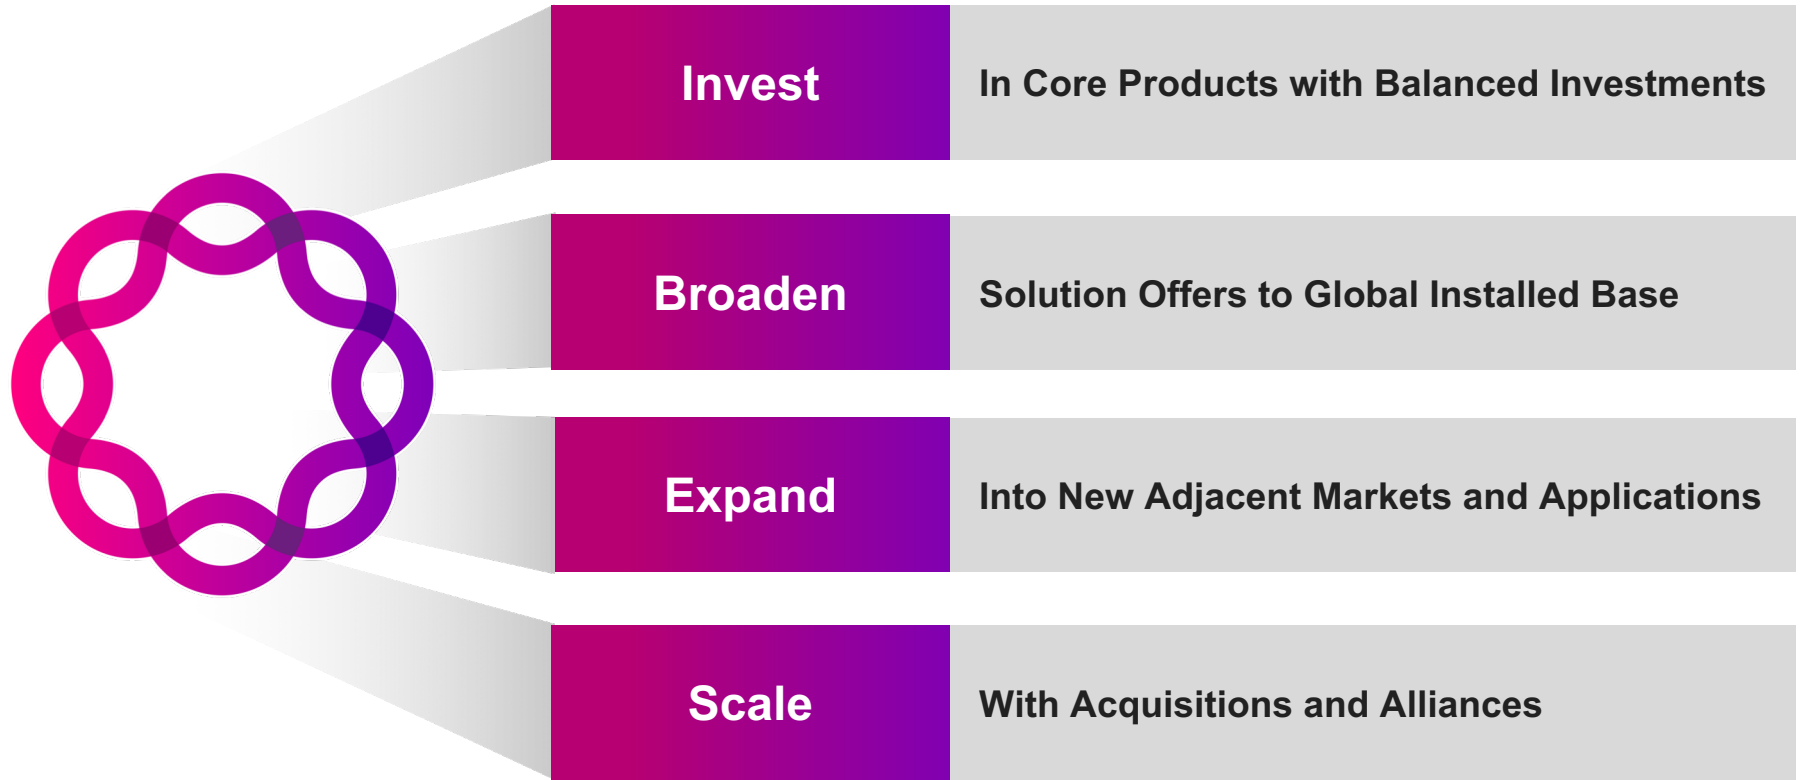 Invest
In Core Products with Balanced Investments
Broaden
Solution Offers to Global Installed Base
Expand
Into New Adjacent Markets and Applications
Scale
With Acquisitions and Alliances